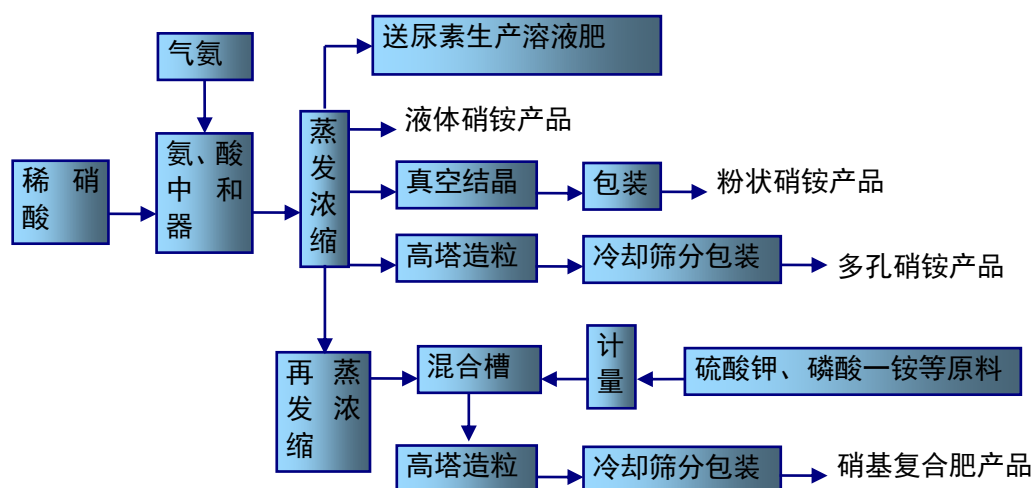 送尿素生产溶液肥
气氨
液体硝铵产品
氨、酸
中和
器
蒸
发
浓
缩
稀硝
酸
真空结晶
包装
粉状硝铵产品
高塔造粒
冷却筛分包装
多孔硝铵产品
再蒸
发浓
缩
混合槽
计
量
硫酸钾、磷酸一铵等原料
高塔造粒
冷却筛分包装
硝基复合肥产品